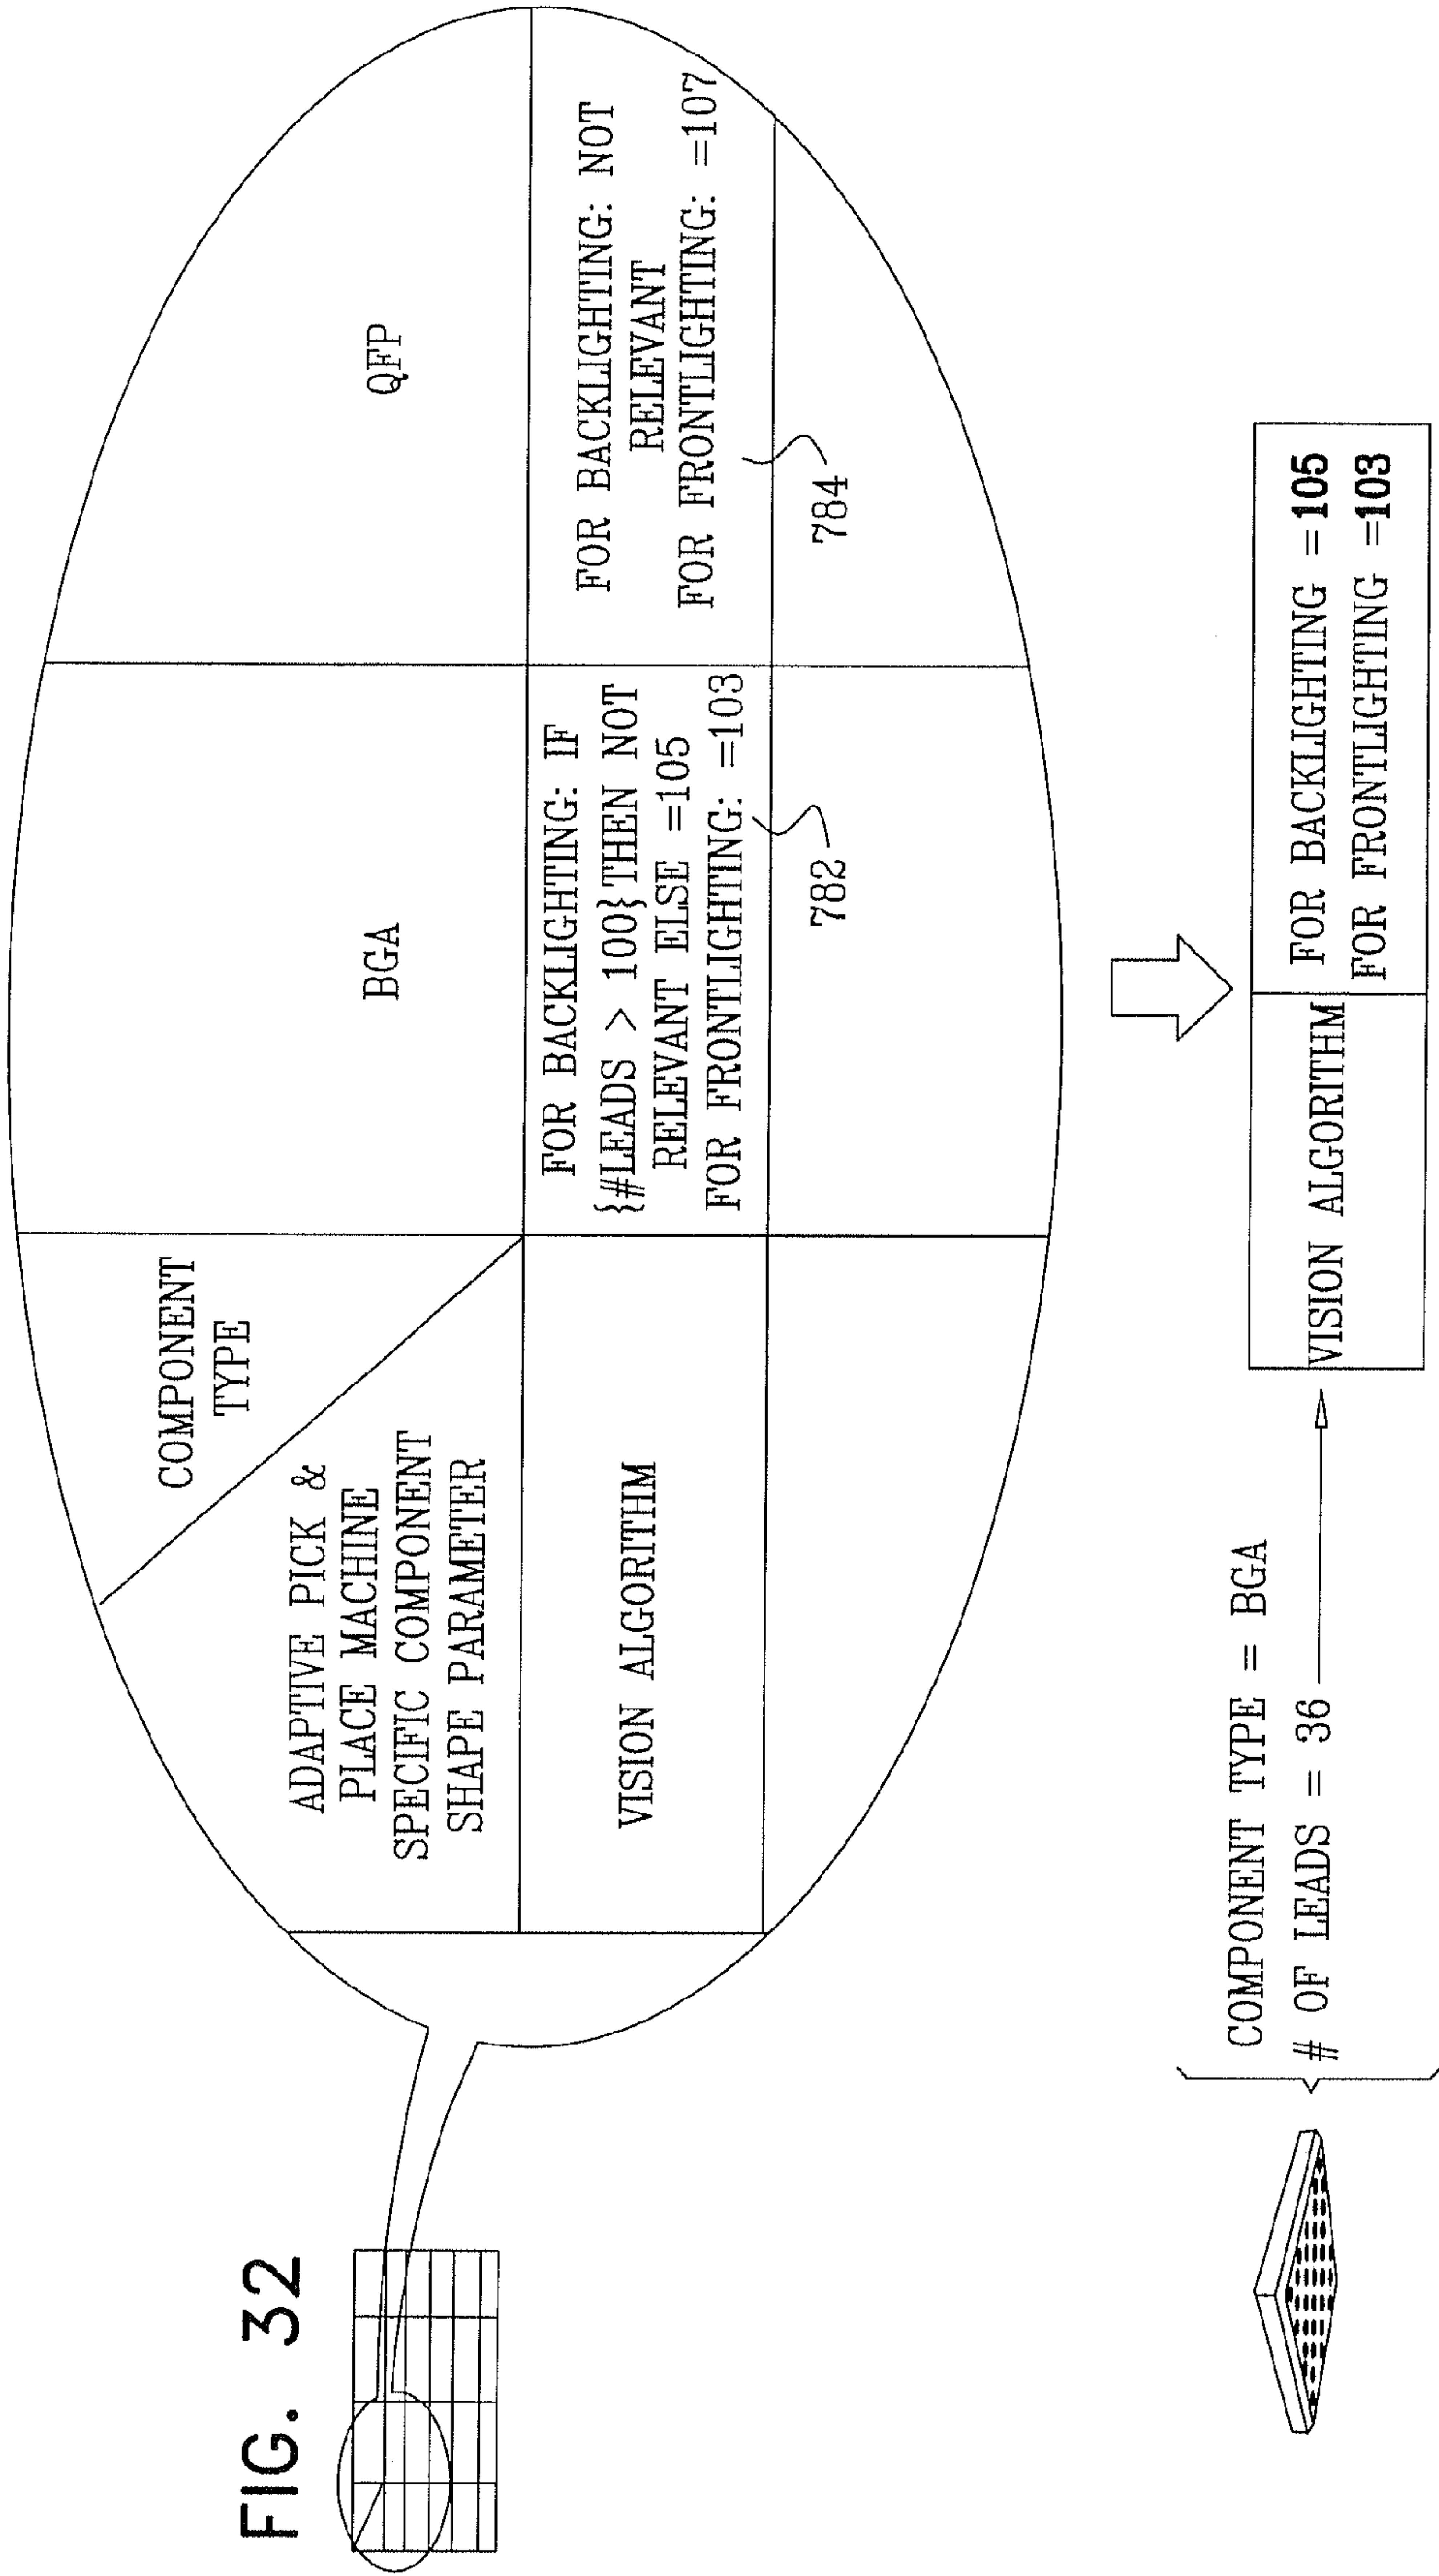 FIG. 32
COMPONENT
TYPE
ADAPTIVE PICK &
PLACE MACHINE
SPECIFIC COMPONENT
SHAPE PARAMETER
BGA
QFP
VISION ALGORITHM
FOR BACKLIGHTING: IF
{#LEADS > 100}THEN NOT
RELEVANT ELSE =105
FOR FRONTLIGHTING: =103
782
FOR BACKLIGHTING: NOT
RELEVANT
FOR FRONTLIGHTING: =107
784
COMPONENT TYPE = BGA
# OF LEADS = 36
VISION ALGORITHM
FOR BACKLIGHTING =105
FOR FRONTLIGHTING =103